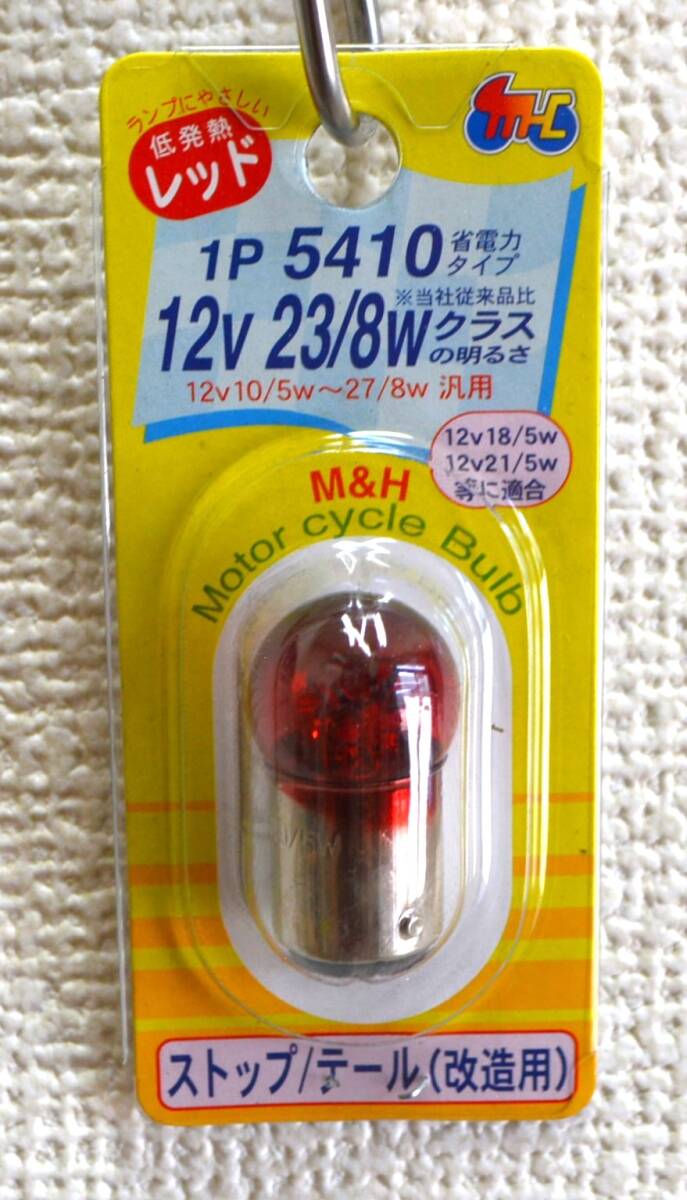 ランプにやさしい
低発熱
レッド
MHC
1P 5410 省電力タイプ
※当社従来品比
12v 23/8w クラスの明るさ
12v10/5w～27/8w 汎用
12v18/5w
12v21/5w
等に適合
M&H
Motor cycle Bulb
ストップ/テール(改造用)